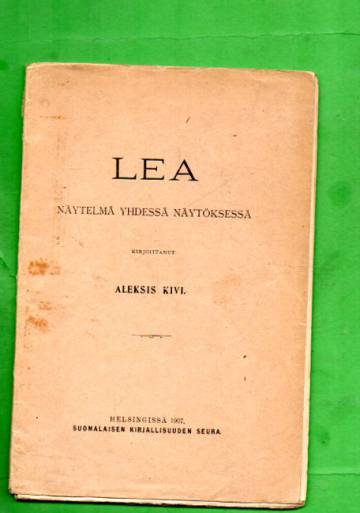 LEA
NÄYTELMÄ YHDESSÄ NÄYTÖKSESSÄ
KIRJOITTANUT
ALEKSIS KIVI.
HELSINGISSÄ 1907,
SUOMALAISEN KIRJALLISUUDEN SEURA.